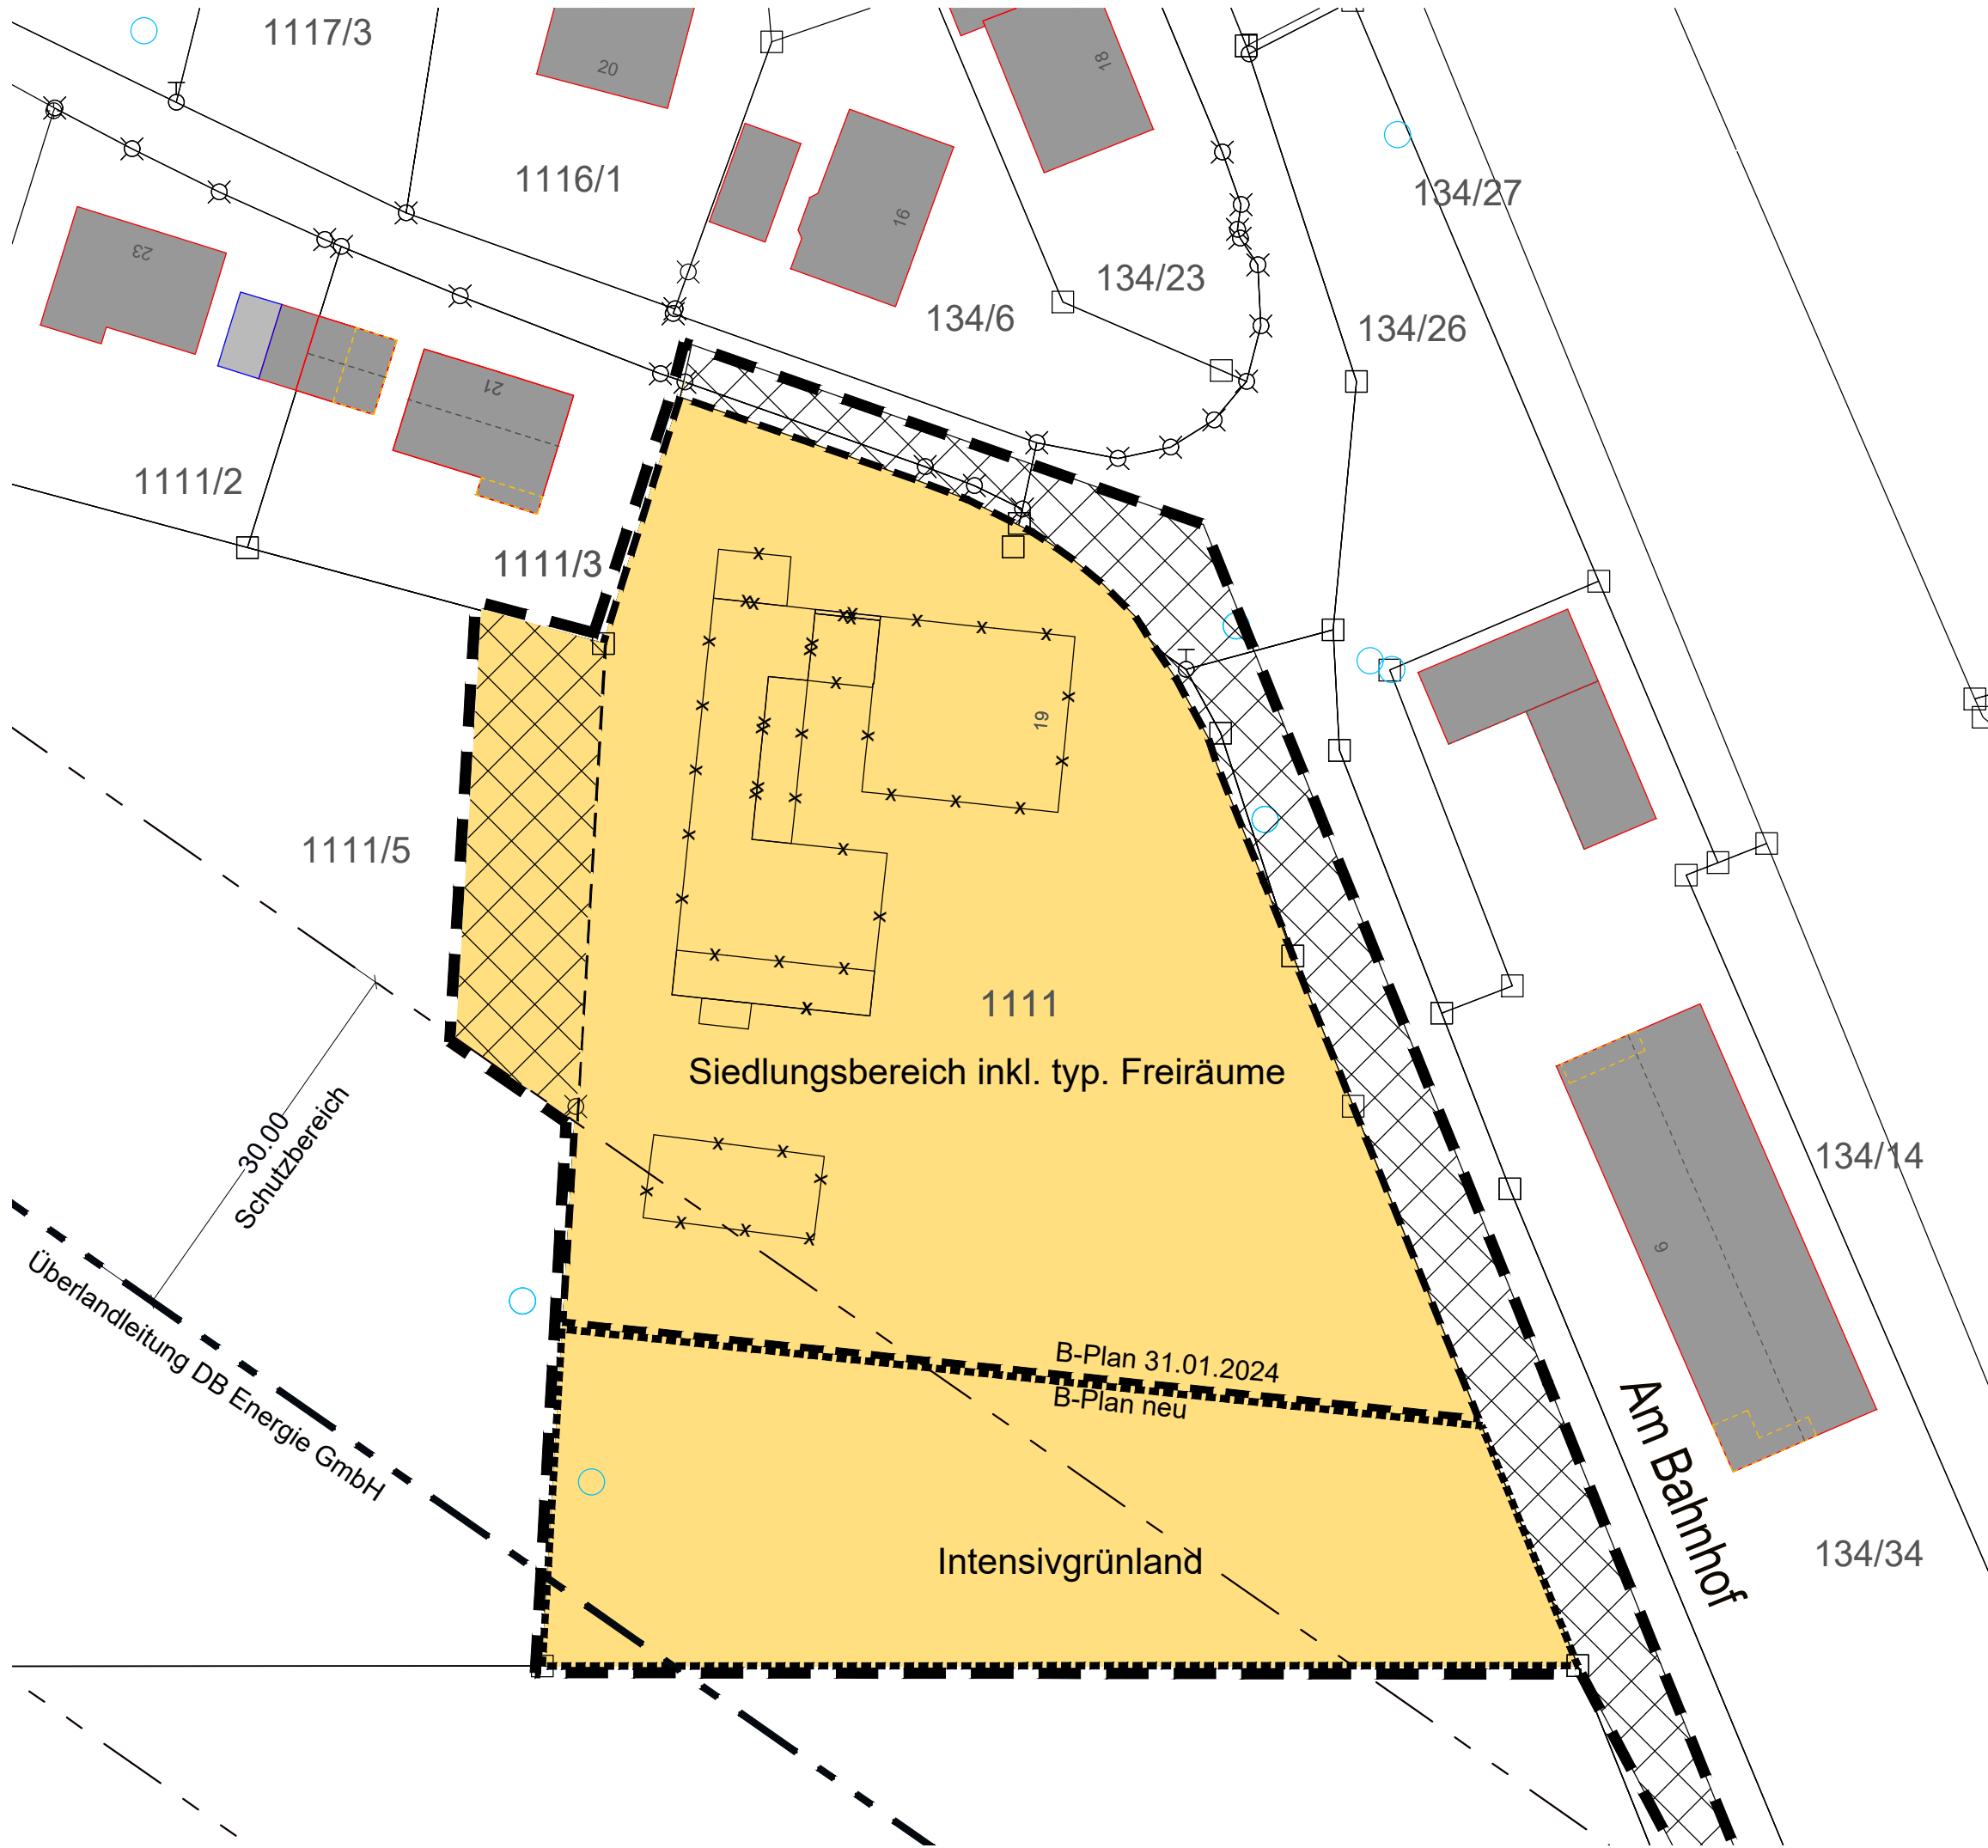 1117/3
20
18
1116/1
16
134/27
23
134/23
134/6
134/26
21
1111/2
1111/3
19
1111/5
1111
Siedlungsbereich inkl. typ. Freiräume
30.00
Schutzbereich
134/14
9
Überlandleitung DB Energie GmbH
B-Plan 31.01.2024
B-Plan neu
Am Bahnhof
Intensivgrünland
134/34